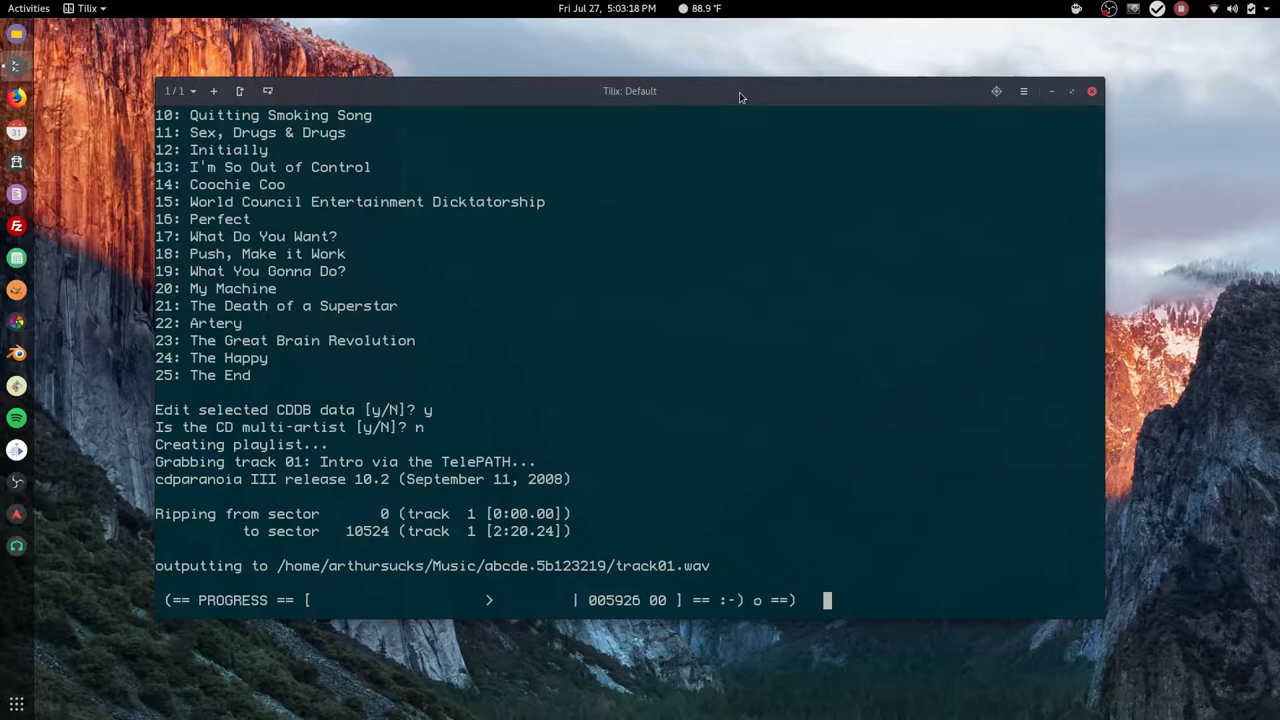 Activities Tilix Fri Jul 27, 5:03:18 PM 88.9 °F
1 / 1 Tilix: Default
10: Quitting Smoking Song
11: Sex, Drugs & Drugs
12: Initially
13: I'm So Out of Control
14: Coochie Coo
15: World Council Entertainment Dicktatorship
16: Perfect
17: What Do You Want?
18: Push, Make it Work
19: What You Gonna Do?
20: My Machine
21: The Death of a Superstar
22: Artery
23: The Great Brain Revolution
24: The Happy
25: The End
Edit selected CDDB data [y/N]? y
Is the CD multi-artist [y/N]? n
Creating playlist...
Grabbing track 01: Intro via the TelePATH...
cdparanoia III release 10.2 (September 11, 2008)
Ripping from sector 0 (track 1 [0:00.00])
to sector 10524 (track 1 [2:20.24])
outputting to /home/arthursucks/Music/abcde.5b123219/track01.wav
(== PROGRESS == [ > | 005926 00 ] == :-) o ==)
31